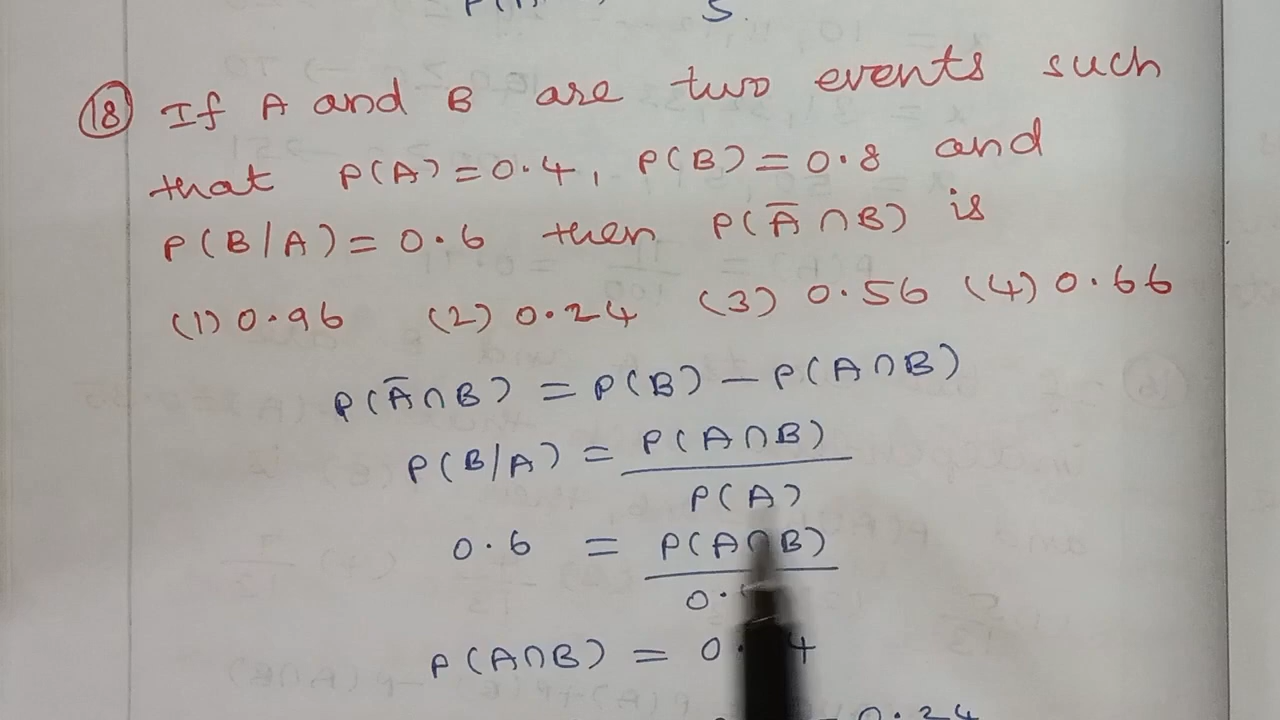 S.
(18) If A and B are two events such
that P(A)=0.4, P(B)=0.8 and
P(B/A)=0.6 then P(A̅∩B) is
(1) 0.96 (2) 0.24 (3) 0.56 (4) 0.66
P(A̅∩B) = P(B) − P(A∩B)
P(B/A) = P(A∩B)
P(A)
0.6 = P(A∩B)
0.
P(A∩B) = 0. 4
0.24